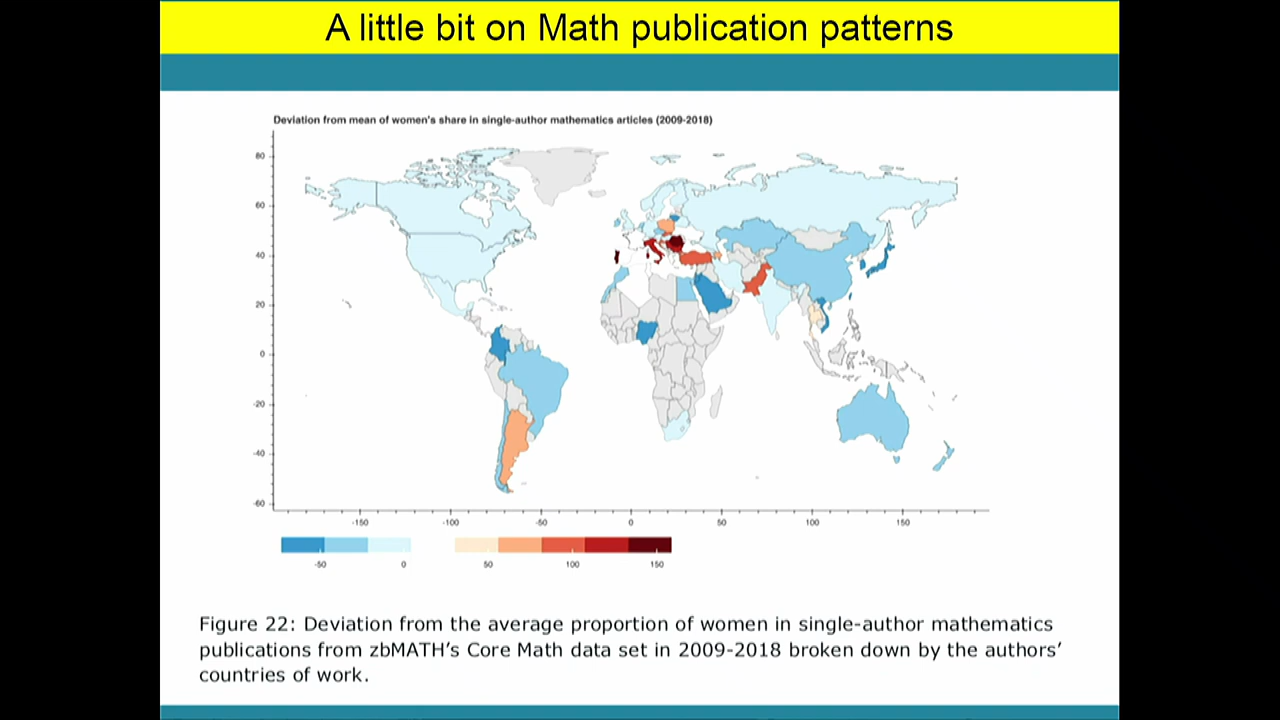 A little bit on Math publication patterns
Deviation from mean of women's share in single-author mathematics articles (2009-2018)
80
60
40
20
0
-20
-40
-60
-150 -100 -50 0 50 100 150
-50 0 50 100 150
Figure 22: Deviation from the average proportion of women in single-author mathematics
publications from zbMATH's Core Math data set in 2009-2018 broken down by the authors'
countries of work.